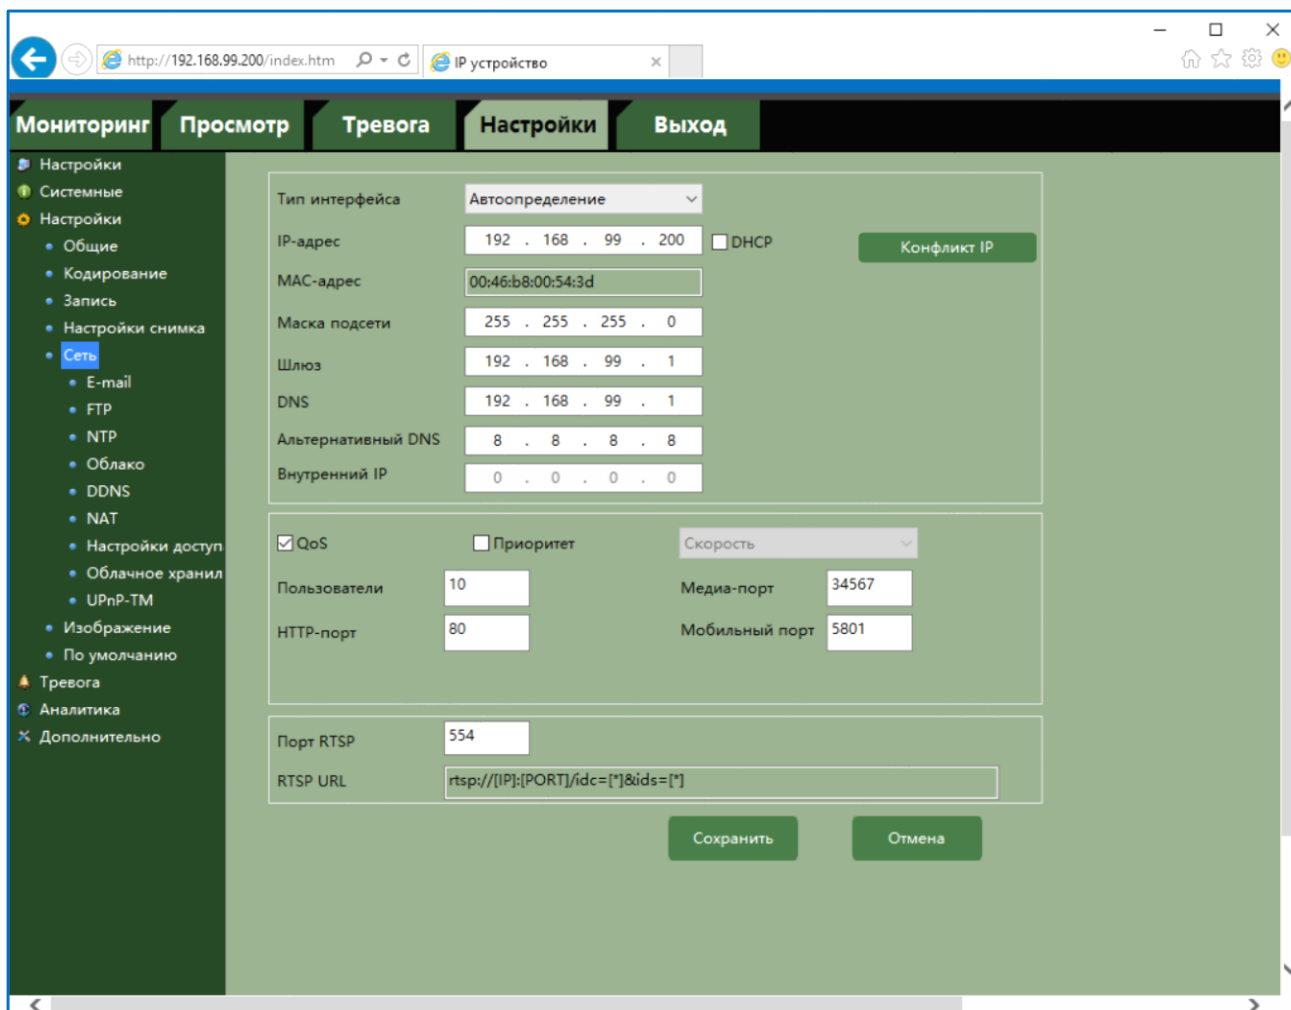 http://192.168.99.200/index.htm
IP устройство
Мониторинг Просмотр Тревога Настройки Выход
Настройки
Системные
Настройки
Общие
Кодирование
Запись
Настройки снимка
Сеть
E-mail
FTP
NTP
Облако
DDNS
NAT
Настройки доступ
Облачное хранил
UPnP-TM
Изображение
По умолчанию
Тревога
Аналитика
Дополнительно
Тип интерфейса Автоопределение
IP-адрес 192 . 168 . 99 . 200 DHCP Конфликт IP
MAC-адрес 00:46:b8:00:54:3d
Маска подсети 255 . 255 . 255 . 0
Шлюз 192 . 168 . 99 . 1
DNS 192 . 168 . 99 . 1
Альтернативный DNS 8 . 8 . 8 . 8
Внутренний IP 0 . 0 . 0 . 0
QoS Приоритет Скорость
Пользователи 10 Медиа-порт 34567
HTTP-порт 80 Мобильный порт 5801
Порт RTSP 554
RTSP URL rtsp://[IP]:[PORT]/idc=[*]&ids=[*]
Сохранить Отмена